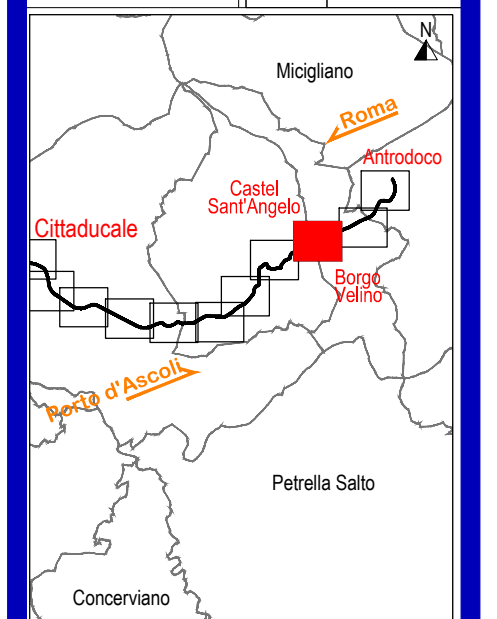 N
Micigliano
Roma
Antrodoco
Castel
Sant'Angelo
Cittaducale
Borgo
Velino
Porto d'Ascoli
Petrella Salto
Concerviano